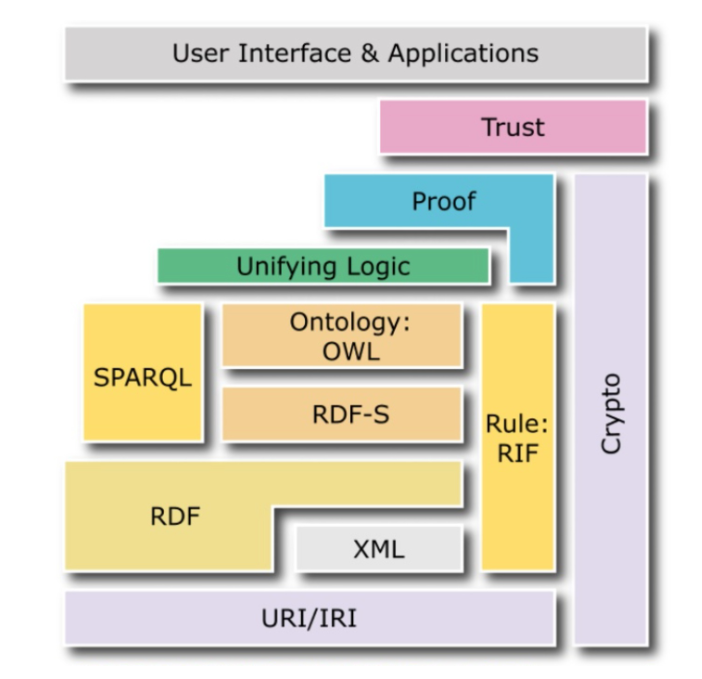 User Interface & Applications
Trust
Proof
Unifying Logic
Ontology:
OWL
SPARQL
RDF-S
Rule:
RIF
Crypto
RDF
XML
URI/IRI